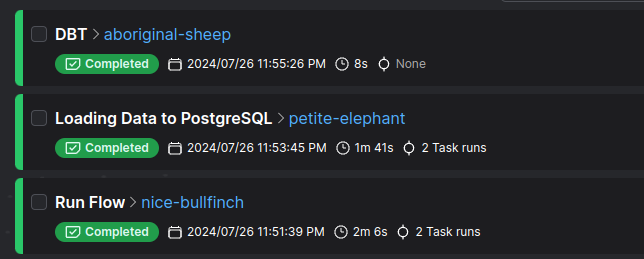 DBT > aboriginal-sheep
Completed 2024/07/26 11:55:26 PM 8s None
Loading Data to PostgreSQL > petite-elephant
Completed 2024/07/26 11:53:45 PM 1m 41s 2 Task runs
Run Flow > nice-bullfinch
Completed 2024/07/26 11:51:39 PM 2m 6s 2 Task runs